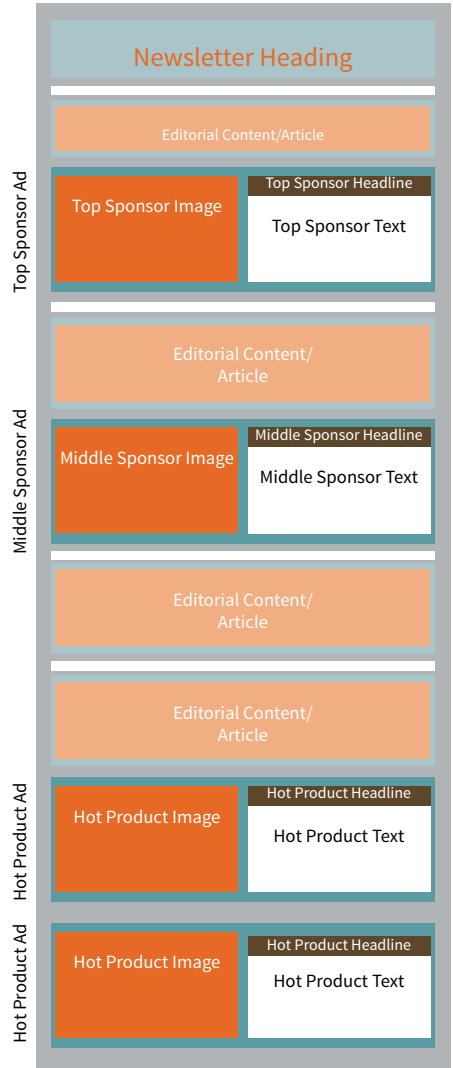 Newsletter Heading
Editorial Content/Article
Top Sponsor Ad
Top Sponsor Image
Top Sponsor Headline
Top Sponsor Text
Editorial Content/
Article
Middle Sponsor Ad
Middle Sponsor Image
Middle Sponsor Headline
Middle Sponsor Text
Editorial Content/
Article
Editorial Content/
Article
Hot Product Ad
Hot Product Image
Hot Product Headline
Hot Product Text
Hot Product Ad
Hot Product Image
Hot Product Headline
Hot Product Text